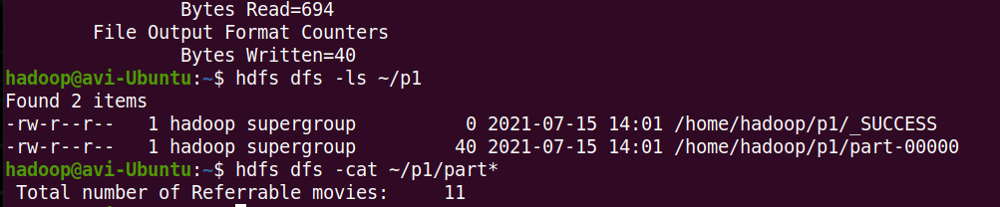 Bytes Read=694
File Output Format Counters
Bytes Written=40
hadoop@avi-Ubuntu:~$ hdfs dfs -ls ~/p1
Found 2 items
-rw-r--r--   1 hadoop supergroup          0 2021-07-15 14:01 /home/hadoop/p1/_SUCCESS
-rw-r--r--   1 hadoop supergroup         40 2021-07-15 14:01 /home/hadoop/p1/part-00000
hadoop@avi-Ubuntu:~$ hdfs dfs -cat ~/p1/part*
Total number of Referrable movies:     11